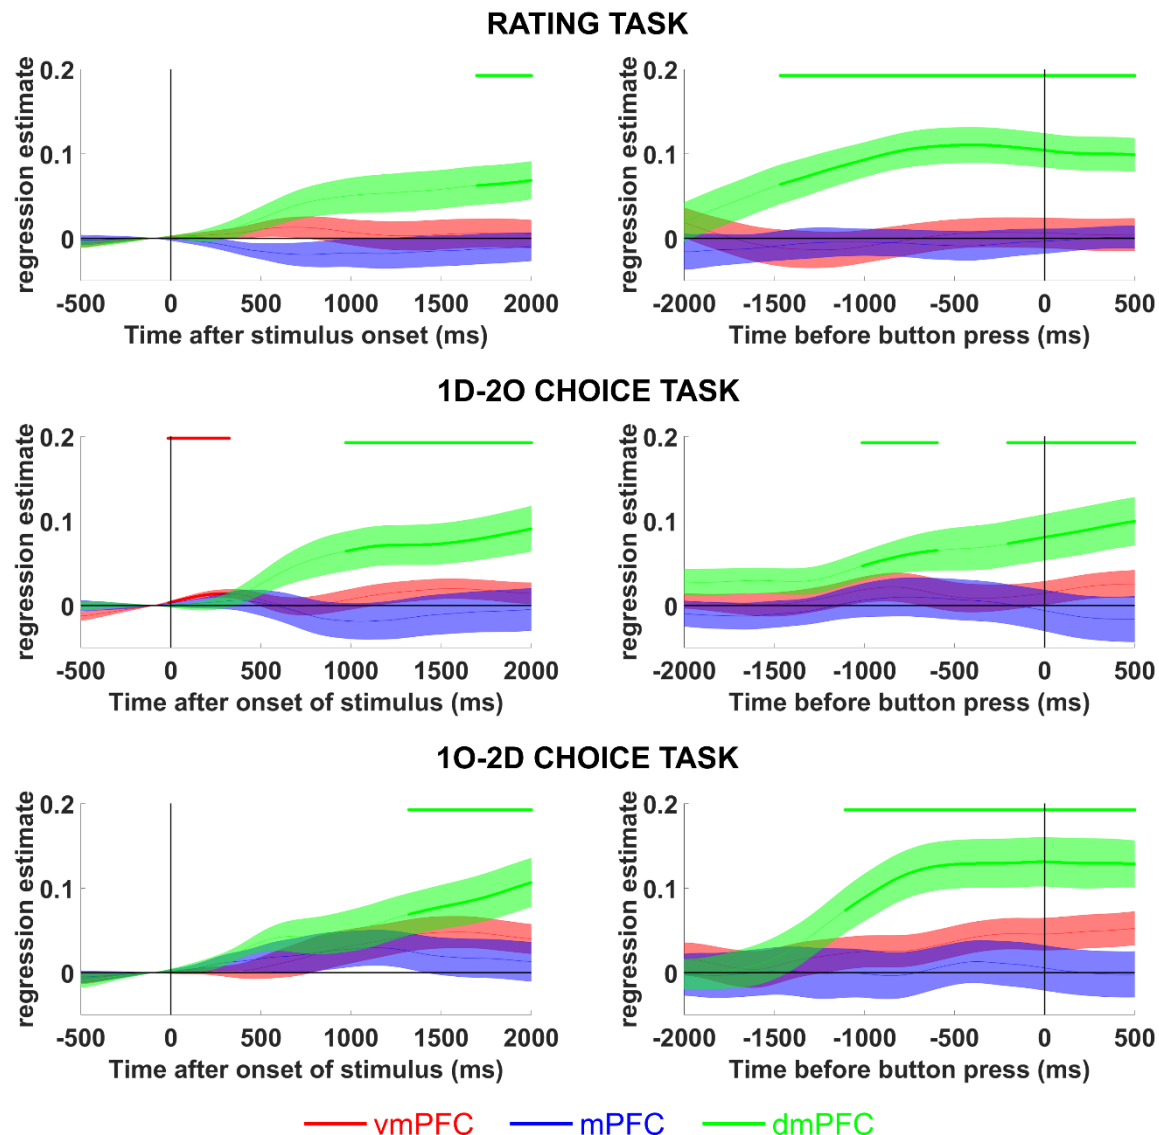 RATING TASK
regression estimate
0.2
0.1
0
-500 0 500 1000 1500 2000
Time after stimulus onset (ms)
regression estimate
0.2
0.1
0
-2000 -1500 -1000 -500 0 500
Time before button press (ms)
1D-2O CHOICE TASK
regression estimate
0.2
0.1
0
-500 0 500 1000 1500 2000
Time after onset of stimulus (ms)
regression estimate
0.2
0.1
0
-2000 -1500 -1000 -500 0 500
Time before button press (ms)
1O-2D CHOICE TASK
regression estimate
0.2
0.1
0
-500 0 500 1000 1500 2000
Time after onset of stimulus (ms)
regression estimate
0.2
0.1
0
-2000 -1500 -1000 -500 0 500
Time before button press (ms)
vmPFC mPFC dmPFC